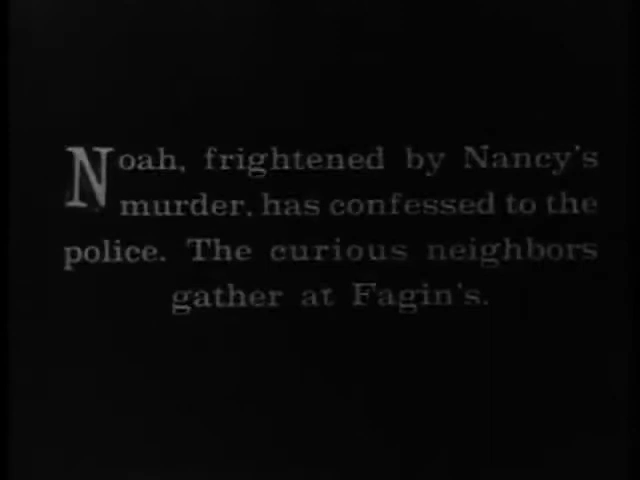 Noah, frightened by Nancy's
murder, has confessed to the
police. The curious neighbors
gather at Fagin's.